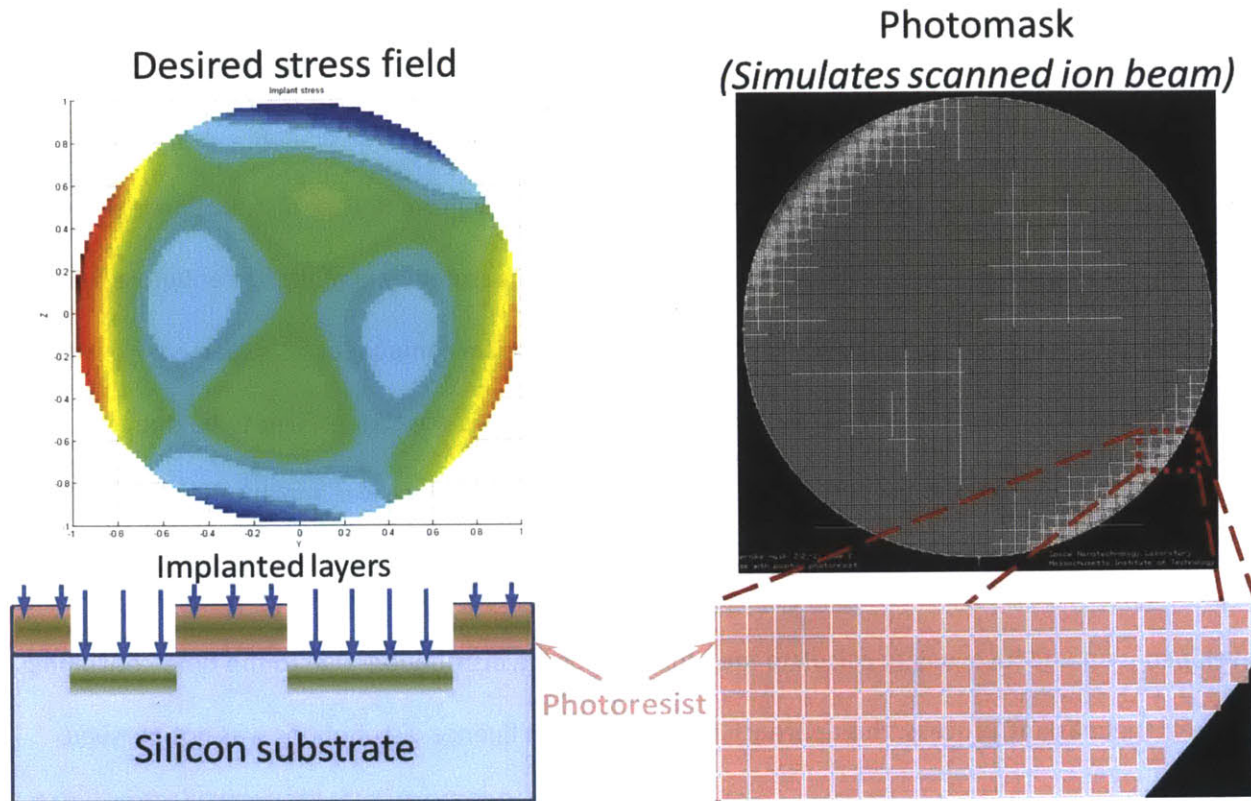 Desired stress field
Implant stress
1
0.8
0.6
0.4
0.2
0
-0.2
-0.4
-0.6
-0.8
-1
Z
-1
-0.8
-0.6
-0.4
-0.2
0
0.2
0.4
0.6
0.8
1
Y
Photomask
(Simulates scanned ion beam)
with positive photoresist
Space Nanotechnology Laboratory
Massachusetts Institute of Technology
Implanted layers
Photoresist
Silicon substrate